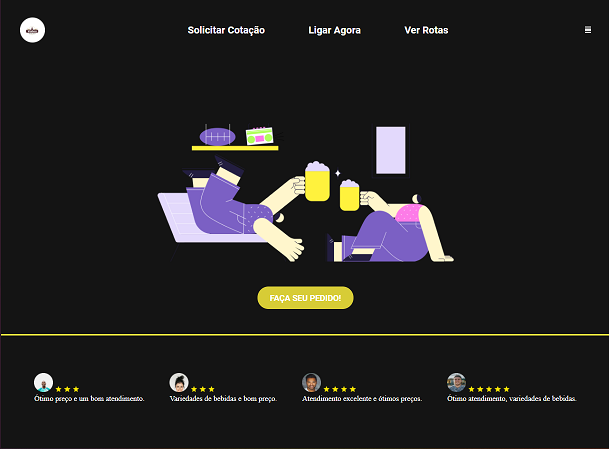 Solicitar Cotação
Ligar Agora
Ver Rotas
FAÇA SEU PEDIDO!
Ótimo preço e um bom atendimento.
Variedades de bebidas e bom preço.
Atendimento excelente e ótimos preços.
Ótimo atendimento, variedades de bebidas.